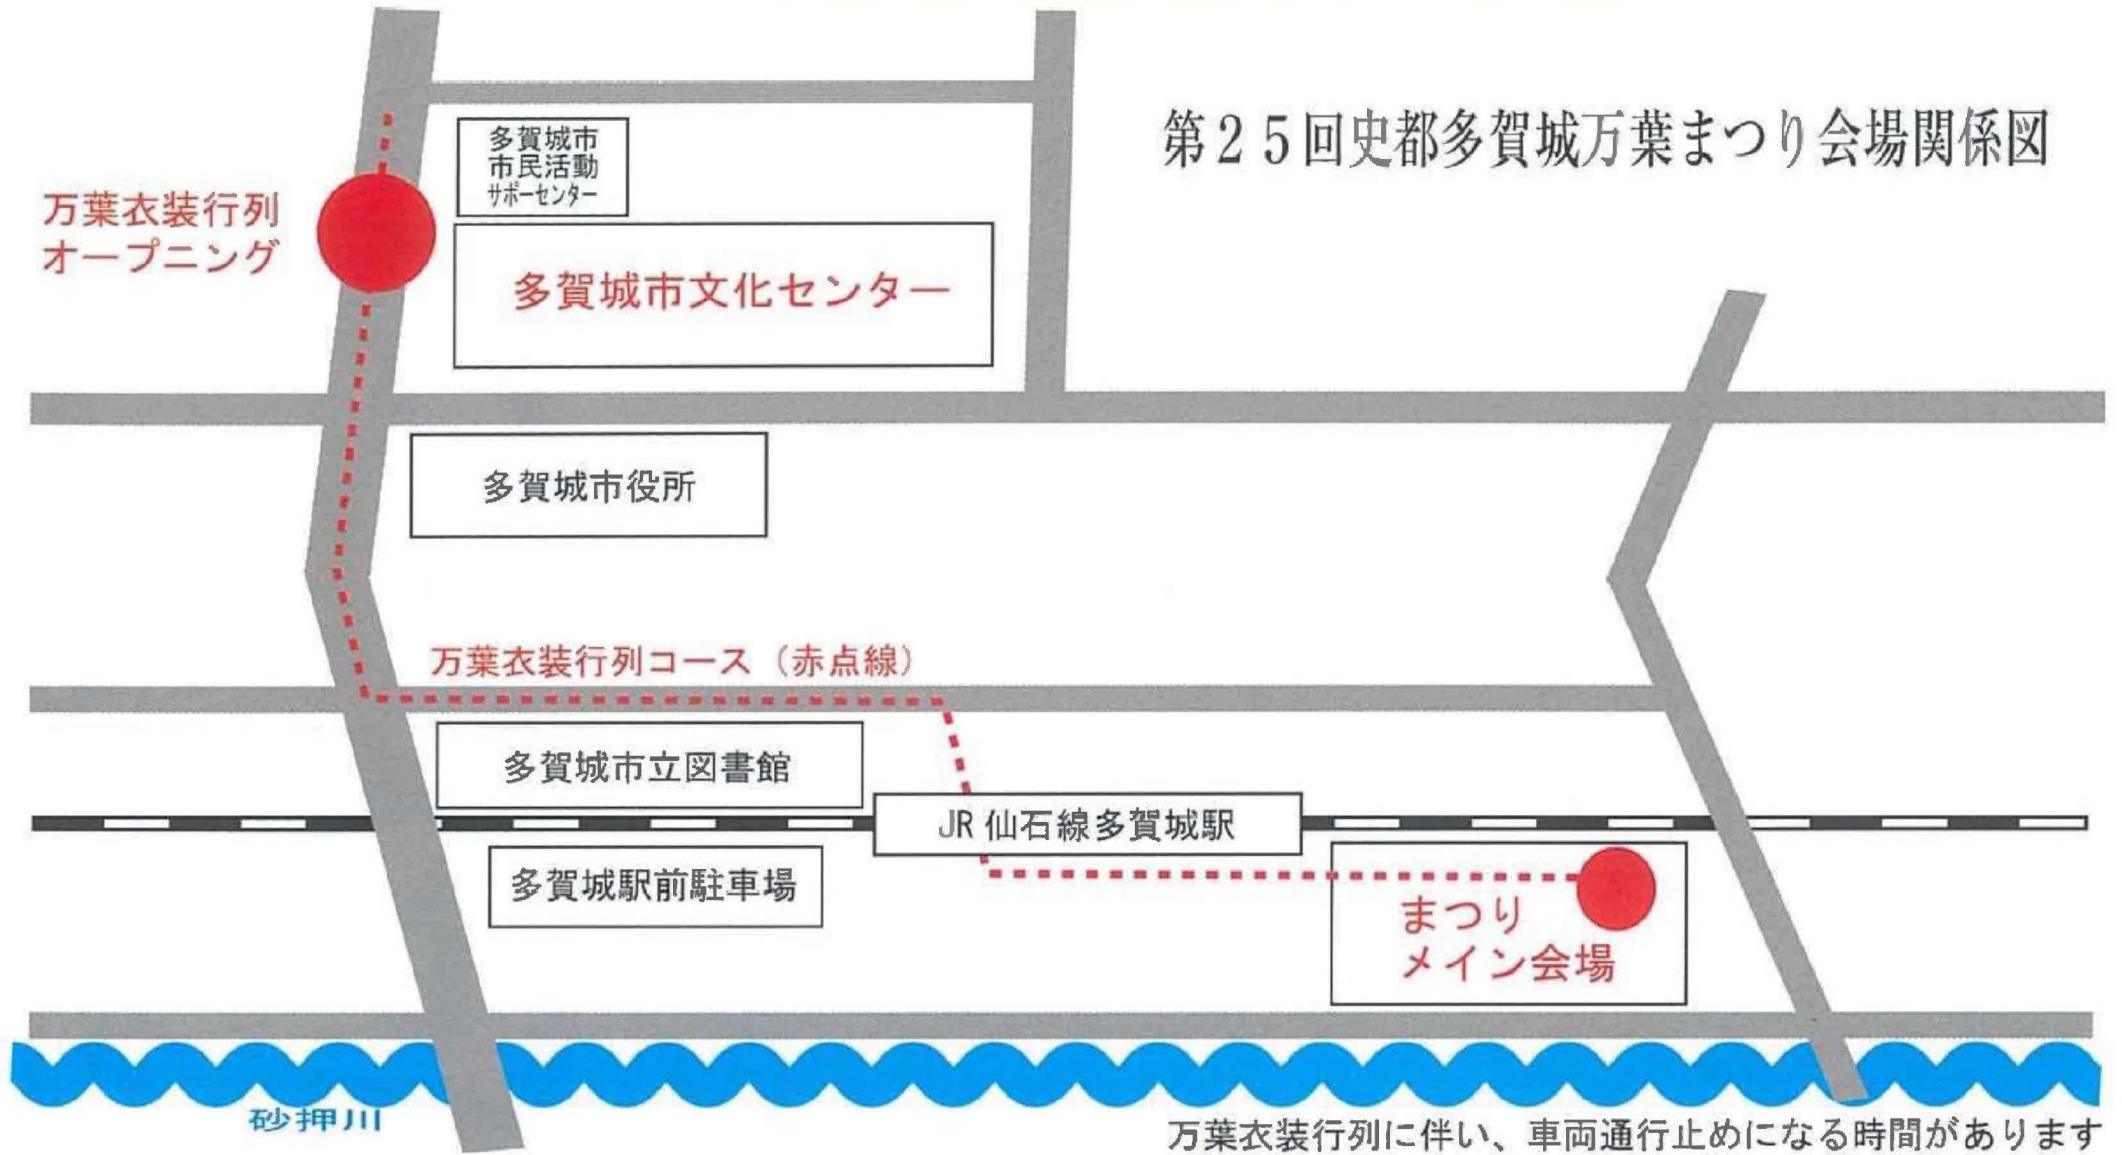 第２５回史都多賀城万葉まつり会場関係図
多賀城市
市民活動
サポーセンター
万葉衣装行列
オープニング
多賀城市文化センター
多賀城市役所
万葉衣装行列コース（赤点線）
多賀城市立図書館
JR仙石線多賀城駅
多賀城駅前駐車場
まつり
メイン会場
砂押川
万葉衣装行列に伴い、車両通行止めになる時間があります